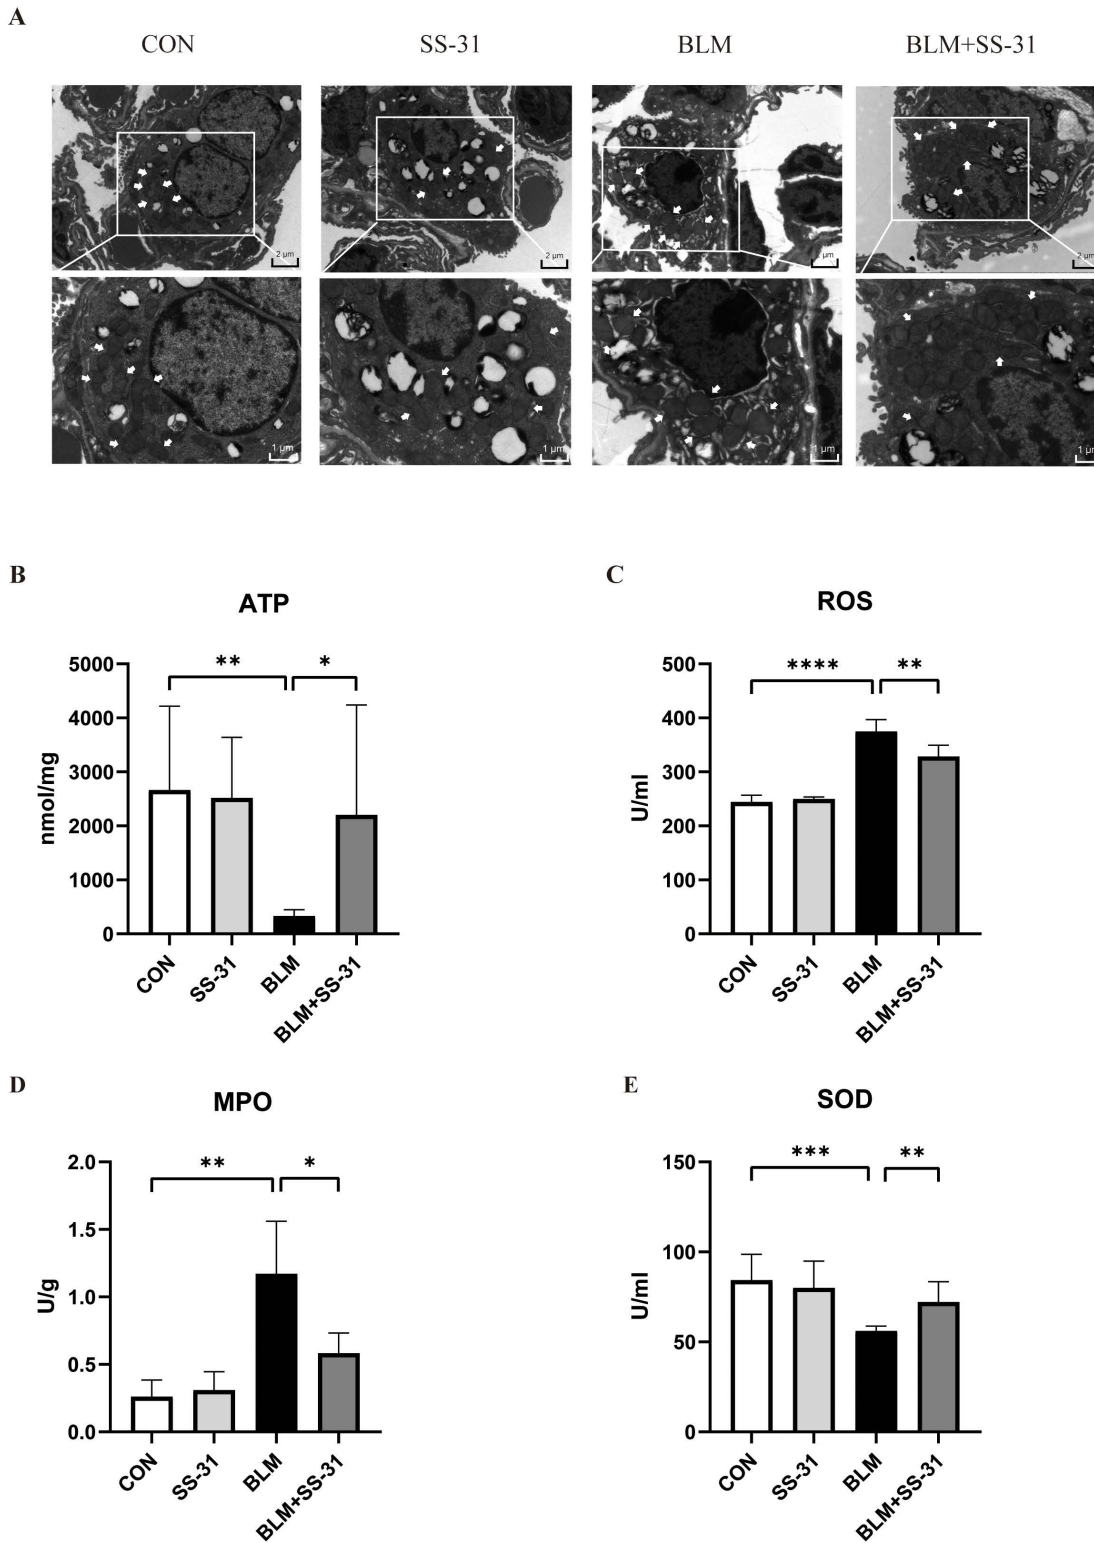 A
CON SS-31 BLM BLM+SS-31
2 μm 2 μm 2 μm 2 μm
1 μm 1 μm 1 μm 1 μm
B
ATP
** *
5000
4000
3000
2000
1000
0
nmol/mg
CON SS-31 BLM BLM+SS-31
C
ROS
**** **
500
400
300
200
100
0
U/ml
CON SS-31 BLM BLM+SS-31
D
MPO
** *
2.0
1.5
1.0
0.5
0.0
U/g
CON SS-31 BLM BLM+SS-31
E
SOD
*** **
150
100
50
0
U/ml
CON SS-31 BLM BLM+SS-31